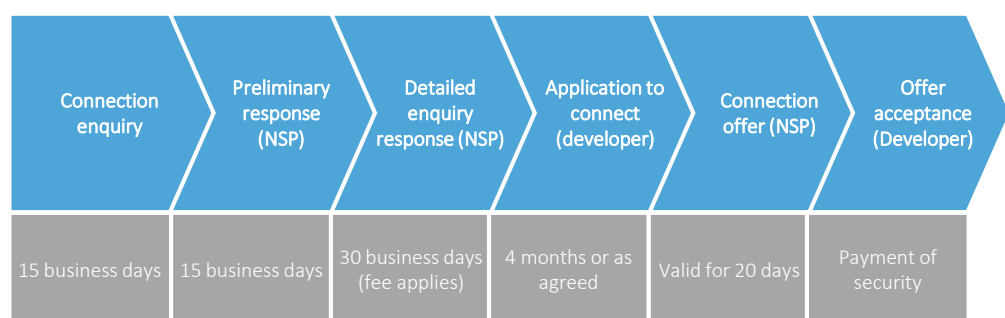 Connection
enquiry
Preliminary
response
(NSP)
Detailed
enquiry
response (NSP)
Application to
connect
(developer)
Connection
offer (NSP)
Offer
acceptance
(Developer)
15 business days
15 business days
30 business days
(fee applies)
4 months or as
agreed
Valid for 20 days
Payment of
security